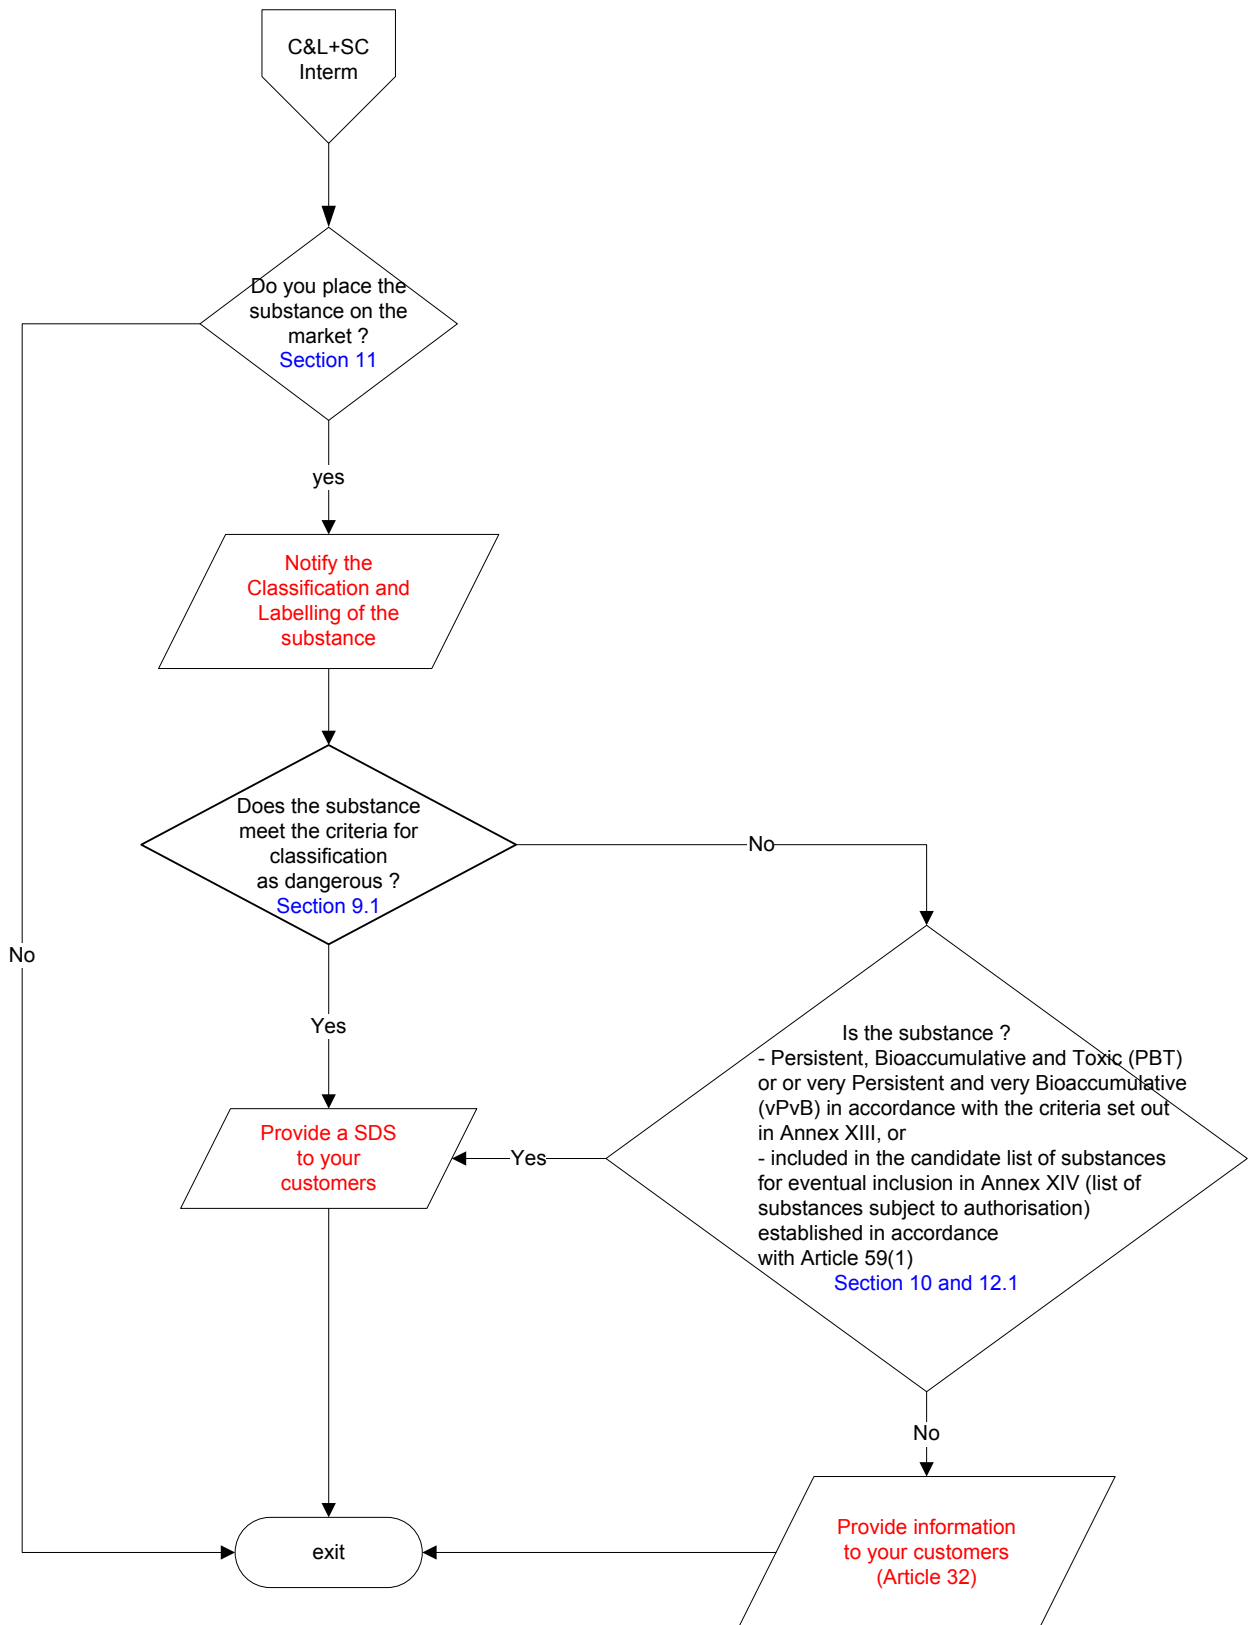 C&L+SC
Interm
Do you place the
substance on the
market ?
Section 11
yes
Notify the
Classification and
Labelling of the
substance
Does the substance
meet the criteria for
classification
as dangerous ?
Section 9.1
No
No
Yes
Is the substance ?
- Persistent, Bioaccumulative and Toxic (PBT)
or or very Persistent and very Bioaccumulative
(vPvB) in accordance with the criteria set out
in Annex XIII, or
- included in the candidate list of substances
for eventual inclusion in Annex XIV (list of
substances subject to authorisation)
established in accordance
with Article 59(1)
Section 10 and 12.1
Yes
Provide a SDS
to your
customers
No
Provide information
to your customers
(Article 32)
exit